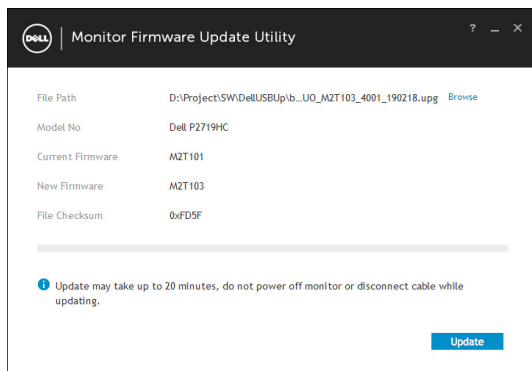 DELL Monitor Firmware Update Utility ? _ ×
File Path D:\Project\SW\DellUSBUp\b...UO_M2T103_4001_190218.upg Browse
Model No Dell P2719HC
Current Firmware M2T101
New Firmware M2T103
File Checksum 0xFD5F
Update may take up to 20 minutes, do not power off monitor or disconnect cable while
updating.
Update